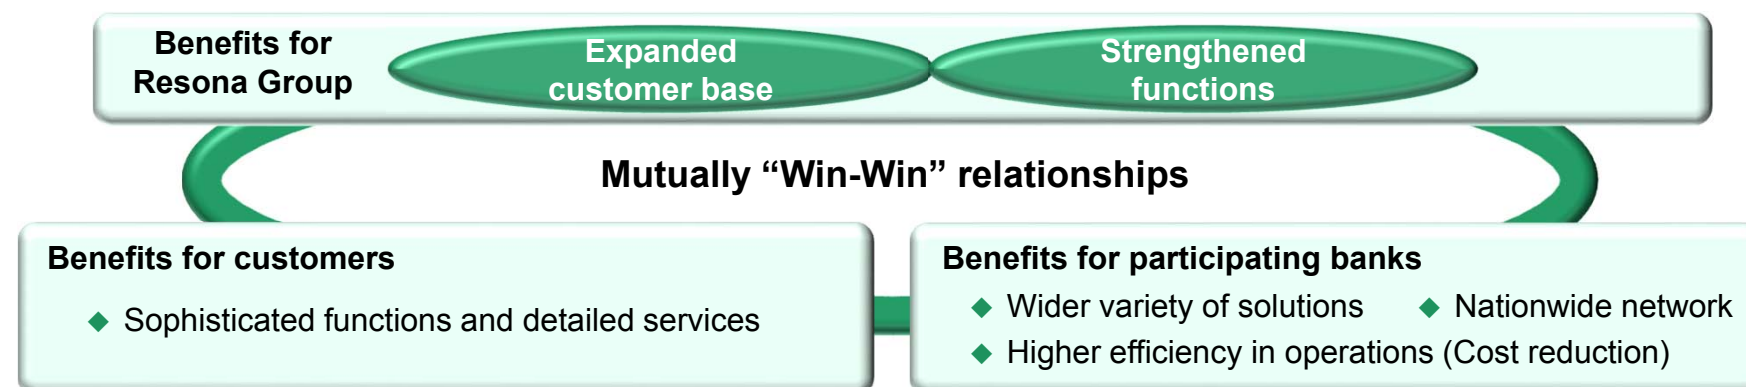 Benefits for
Resona Group
Expanded
customer base
Strengthened
functions
Mutually “Win-Win” relationships
Benefits for customers
◆ Sophisticated functions and detailed services
Benefits for participating banks
◆ Wider variety of solutions ◆ Nationwide network
◆ Higher efficiency in operations (Cost reduction)